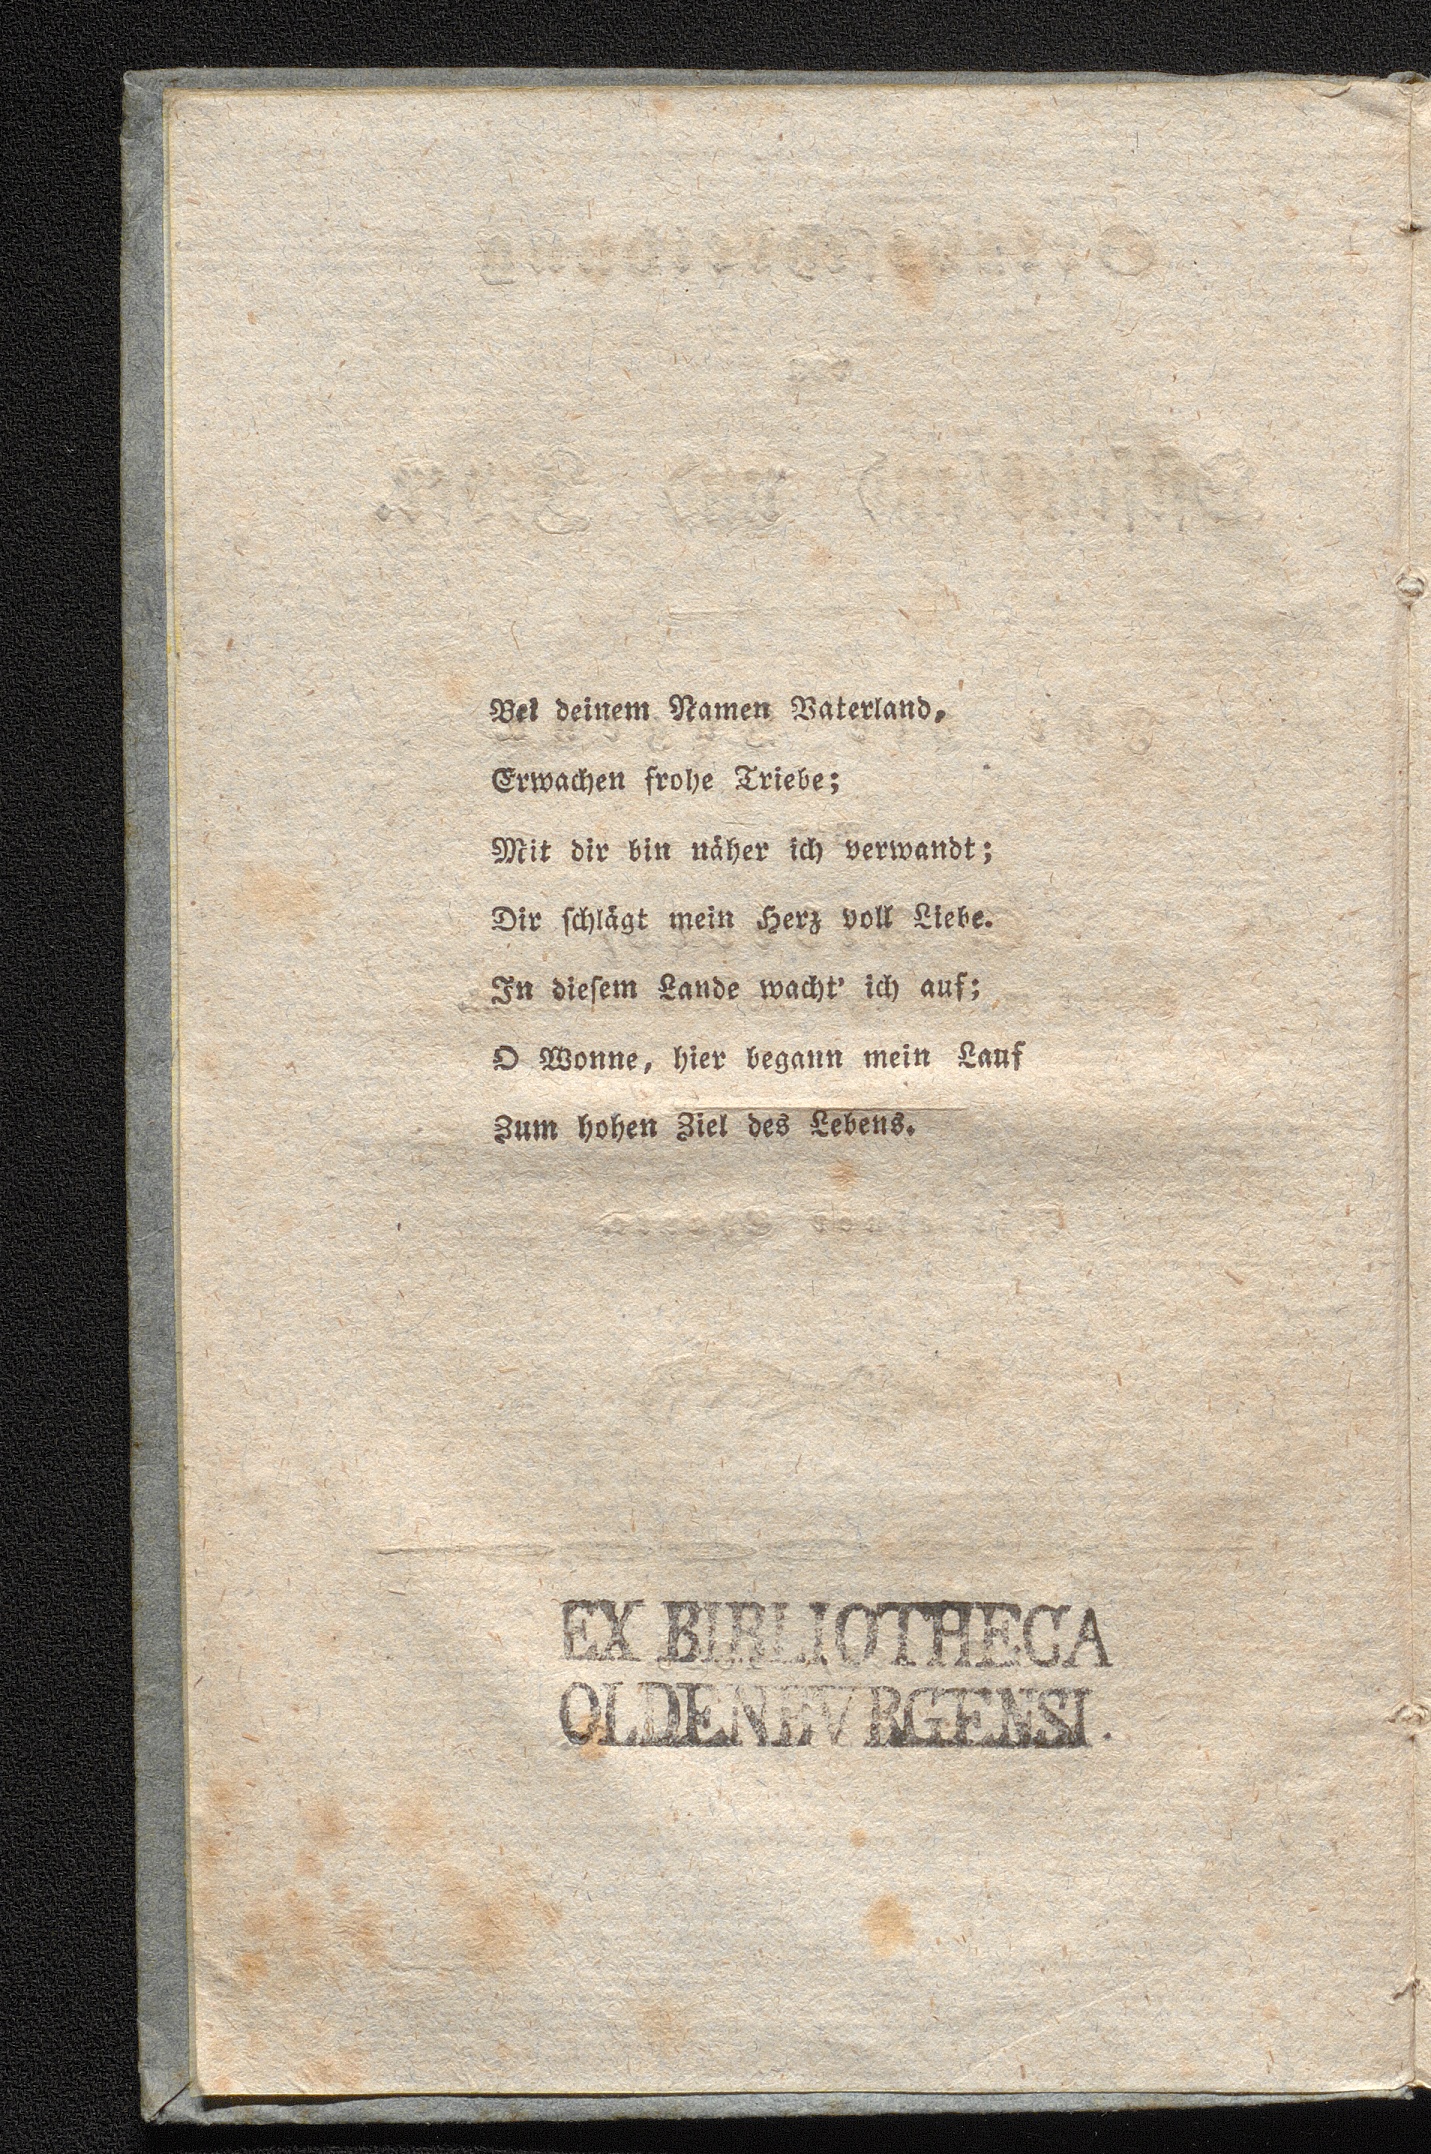 Bei deinem Namen Vaterland,
Erwachen frohe Triebe;
Mit dir bin näher ich verwandt;
Dir ſchlägt mein Herz voll Liebe.
In dieſem Lande wacht' ich auf;
O Wonne, hier begann mein Lauf
Zum hohen Ziel des Lebens.
EX BIBLIOTHECA
OLDENBVRGENSI.